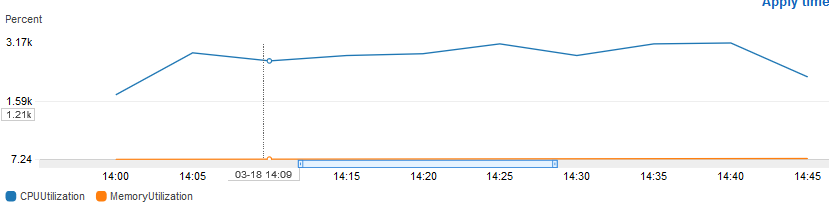 Apply time
Percent
3.17k
1.59k
1.21k
7.24
14:00 14:05 03-18 14:09 14:15 14:20 14:25 14:30 14:35 14:40 14:45
CPUUtilization MemoryUtilization